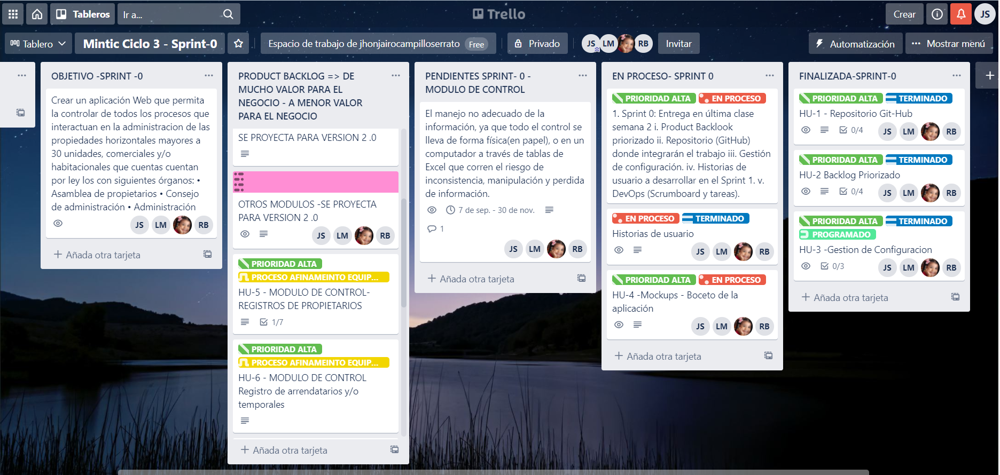 Tableros
Ir a...
Trello
Crear
JS
Tablero
Mintic Ciclo 3 - Sprint-0
Espacio de trabajo de jhonjairocampilloserrato Free
Privado
JS LM RB
Invitar
Automatización
Mostrar menú
OBJETIVO -SPRINT -0
Crear un aplicación Web que permita
la controlar de todos los procesos que
interactuan en la administracion de las
propiedades horizontales mayores a
30 unidades, comerciales y/o
habitacionales que cuentas cuentan
por ley los con siguientes órganos: •
Asamblea de propietarios • Consejo
de administración • Administración
JS LM RB
Añada otra tarjeta
PRODUCT BACKLOG => DE
MUCHO VALOR PARA EL
NEGOCIO - A MENOR VALOR
PARA EL NEGOCIO
SE PROYECTA PARA VERSION 2 .0
OTROS MODULOS -SE PROYECTA
PARA VERSION 2 .0
JS LM RB
PRIORIDAD ALTA
PROCESO AFINAMEINTO EQUIP...
HU-5 - MODULO DE CONTROL-
REGISTROS DE PROPIETARIOS
1/7
PRIORIDAD ALTA
PROCESO AFINAMEINTO EQUIP...
HU-6 - MODULO DE CONTROL
Registro de arrendatarios y/o
temporales
Añada otra tarjeta
PENDIENTES SPRINT- 0 -
MODULO DE CONTROL
El manejo no adecuado de la
información, ya que todo el control se
lleva de forma física(en papel), o en un
computador a través de tablas de
Excel que corren el riesgo de
inconsistencia, manipulación y perdida
de información.
7 de sep. - 30 de nov.
1
JS LM RB
Añada otra tarjeta
EN PROCESO- SPRINT 0
PRIORIDAD ALTA EN PROCESO
1. Sprint 0: Entrega en última clase
semana 2 i. Product Backlook
priorizado ii. Repositorio (GitHub)
donde integrarán el trabajo iii. Gestión
de configuración. iv. Historias de
usuario a desarrollar en el Sprint 1. v.
DevOps (Scrumboard y tareas).
EN PROCESO TERMINADO
Historias de usuario
JS LM RB
PRIORIDAD ALTA EN PROCESO
HU-4 -Mockups - Boceto de la
aplicación
JS LM RB
Añada otra tarjeta
FINALIZADA-SPRINT-0
PRIORIDAD ALTA TERMINADO
HU-1 - Repositorio Git-Hub
0/4 JS LM RB
PRIORIDAD ALTA TERMINADO
HU-2 Backlog Priorizado
0/4 JS LM RB
PRIORIDAD ALTA TERMINADO
PROGRAMADO
HU-3 -Gestion de Configuracion
0/3 JS LM RB
Añada otra tarjeta